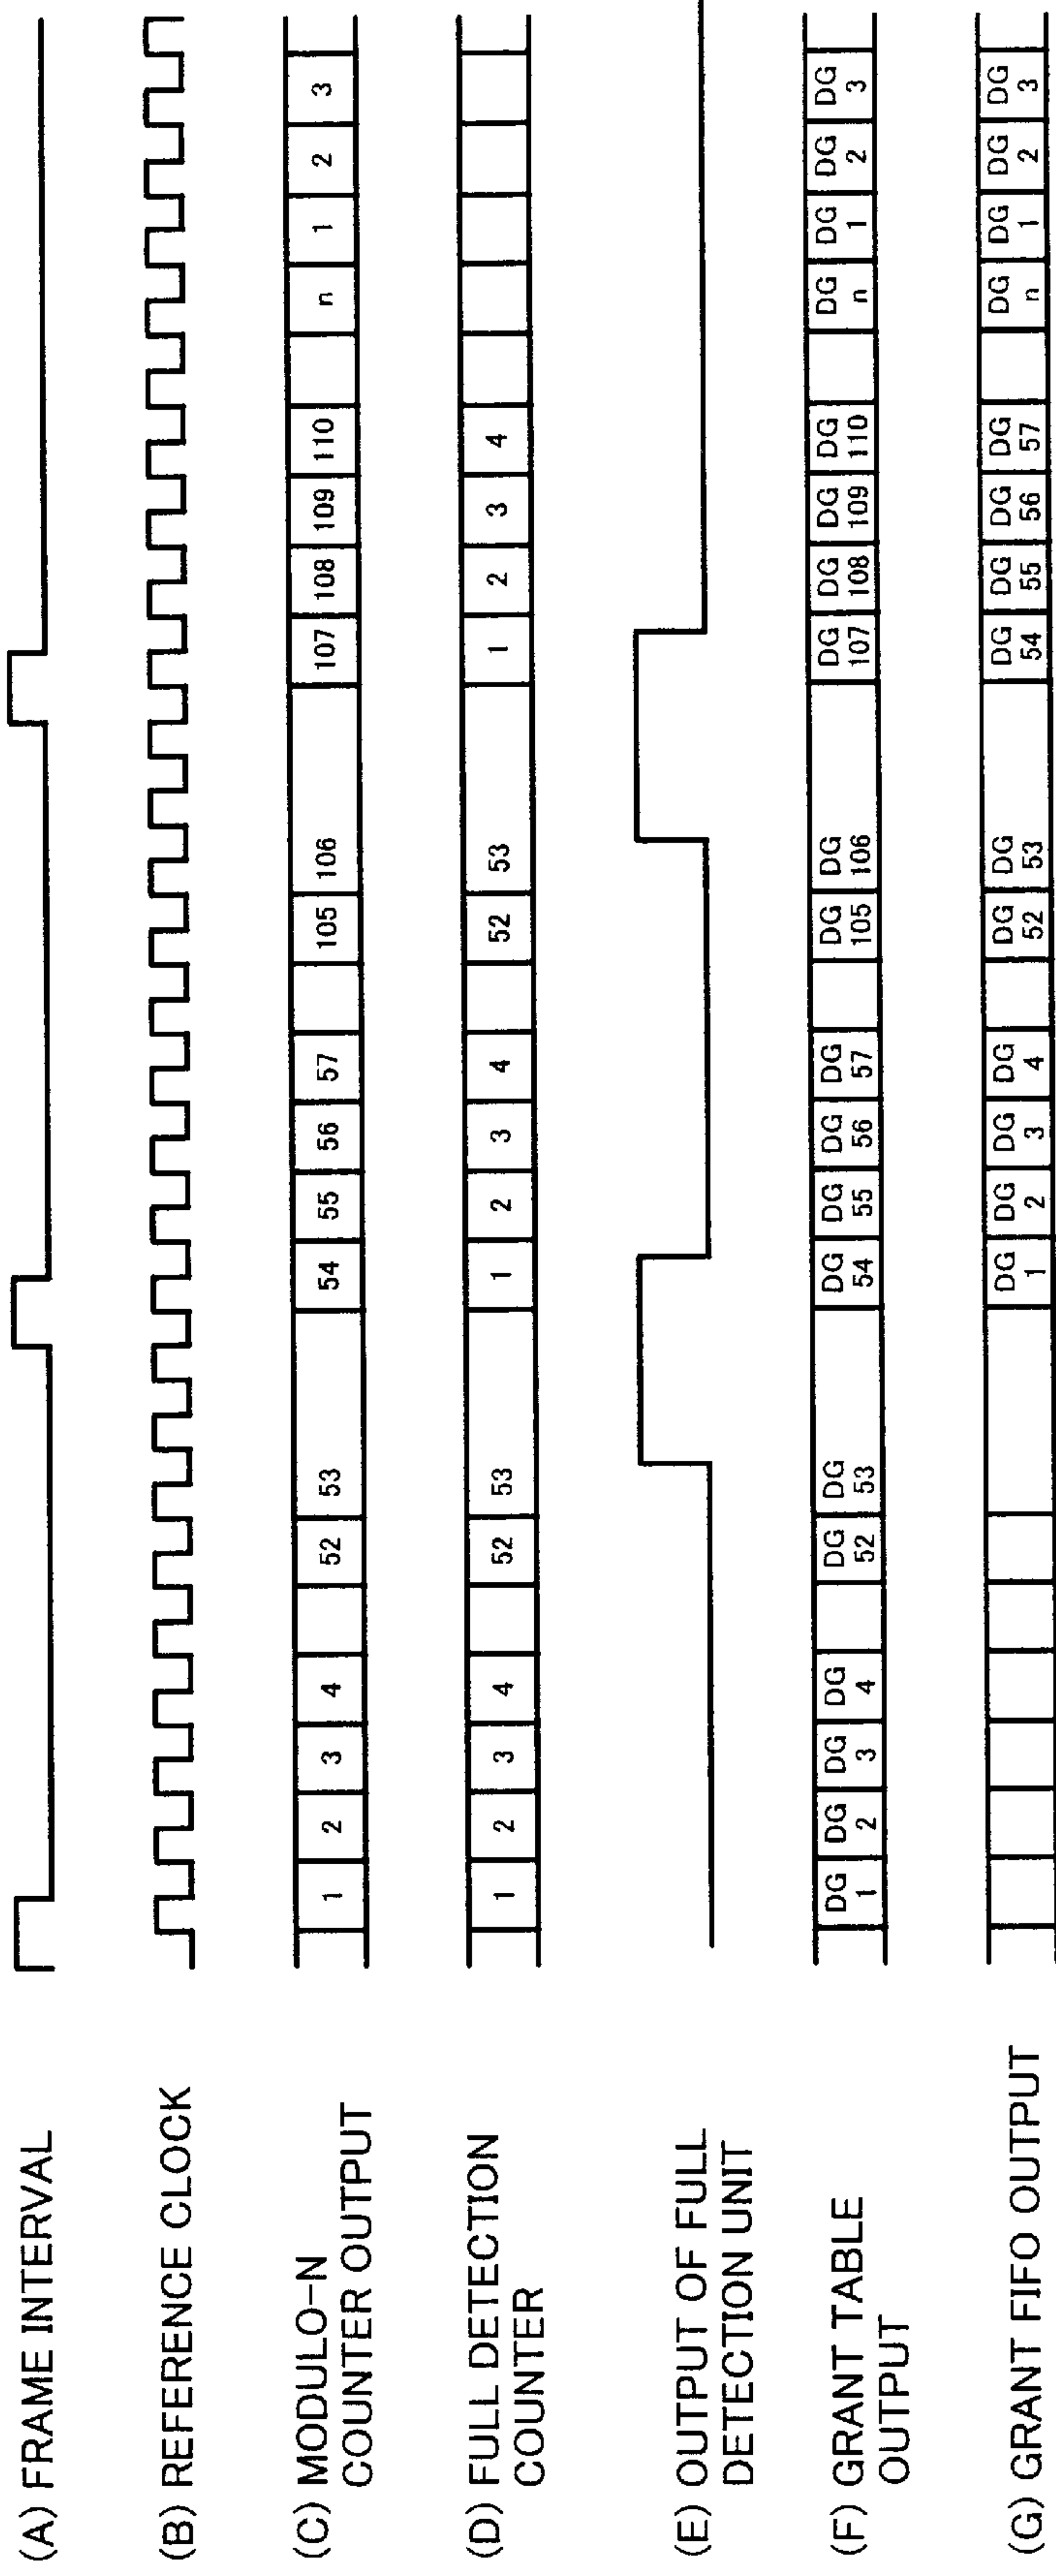 (A) FRAME INTERVAL
(B) REFERENCE CLOCK
(C) MODULO-N
COUNTER OUTPUT
1 2 3 4 52 53 54 55 56 57 105 106 107 108 109 110 n 1 2 3
(D) FULL DETECTION
COUNTER
1 2 3 4 52 53 1 2 3 4 52 53 1 2 3 4
(E) OUTPUT OF FULL
DETECTION UNIT
(F) GRANT TABLE
OUTPUT
DG DG DG DG DG DG DG DG DG DG DG DG DG DG DG DG DG DG DG DG
1 2 3 4 52 53 54 55 56 57 105 106 107 108 109 110 n 1 2 3
(G) GRANT FIFO OUTPUT
DG DG DG DG DG DG DG DG DG DG DG DG DG DG
1 2 3 4 52 53 54 55 56 57 n 1 2 3